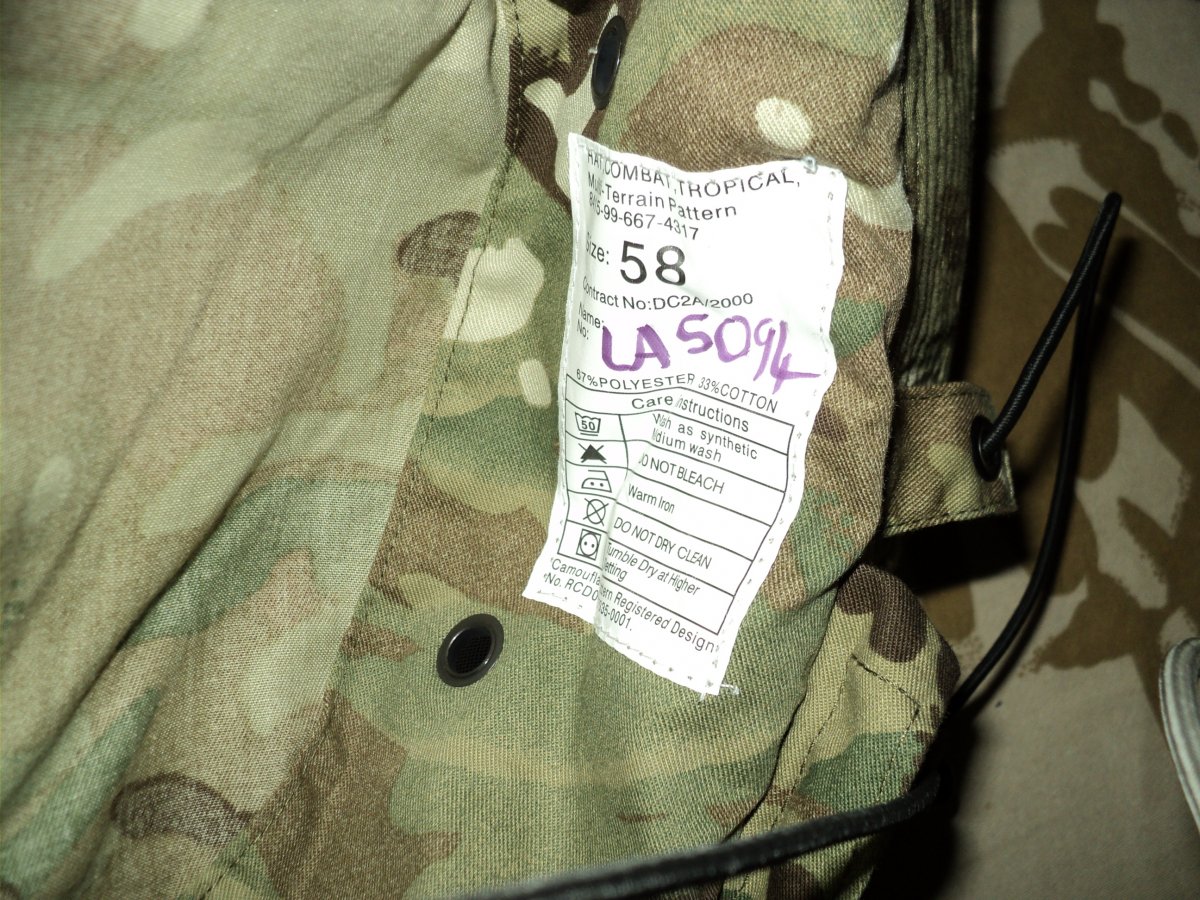 HAT,COMBAT,TROPICAL,
Multi-Terrain Pattern
8415-99-667-4317
Size: 58
Contract No:DC2A/2000
Name:
No:
LA5094
67%POLYESTER 33%COTTON
Care Instructions
50
Wash as synthetic
Medium wash
DO NOT BLEACH
Warm Iron
DO NOT DRY CLEAN
Tumble Dry at Higher
setting
"Camouflage Pattern Registered Design"
"No. RCD0
35-0001.